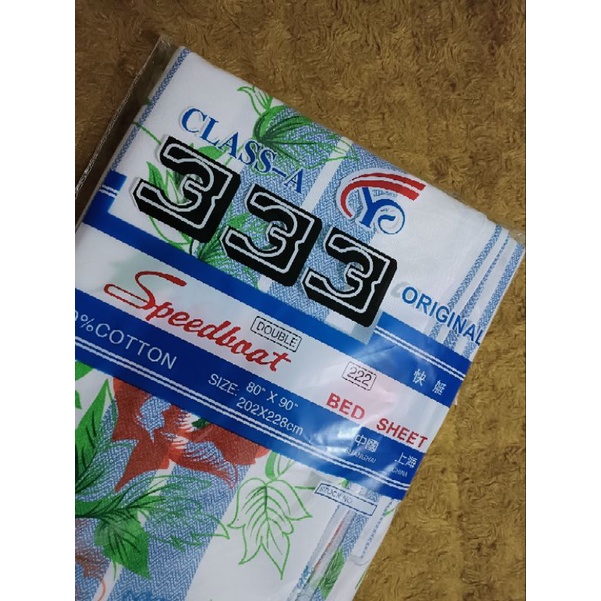 CLASS-A
333
ORIGINAL
Speedboat
DOUBLE
0%COTTON
SIZE: 80" X 90"
202X228cm
222
快艇
BED SHEET
中國 上海